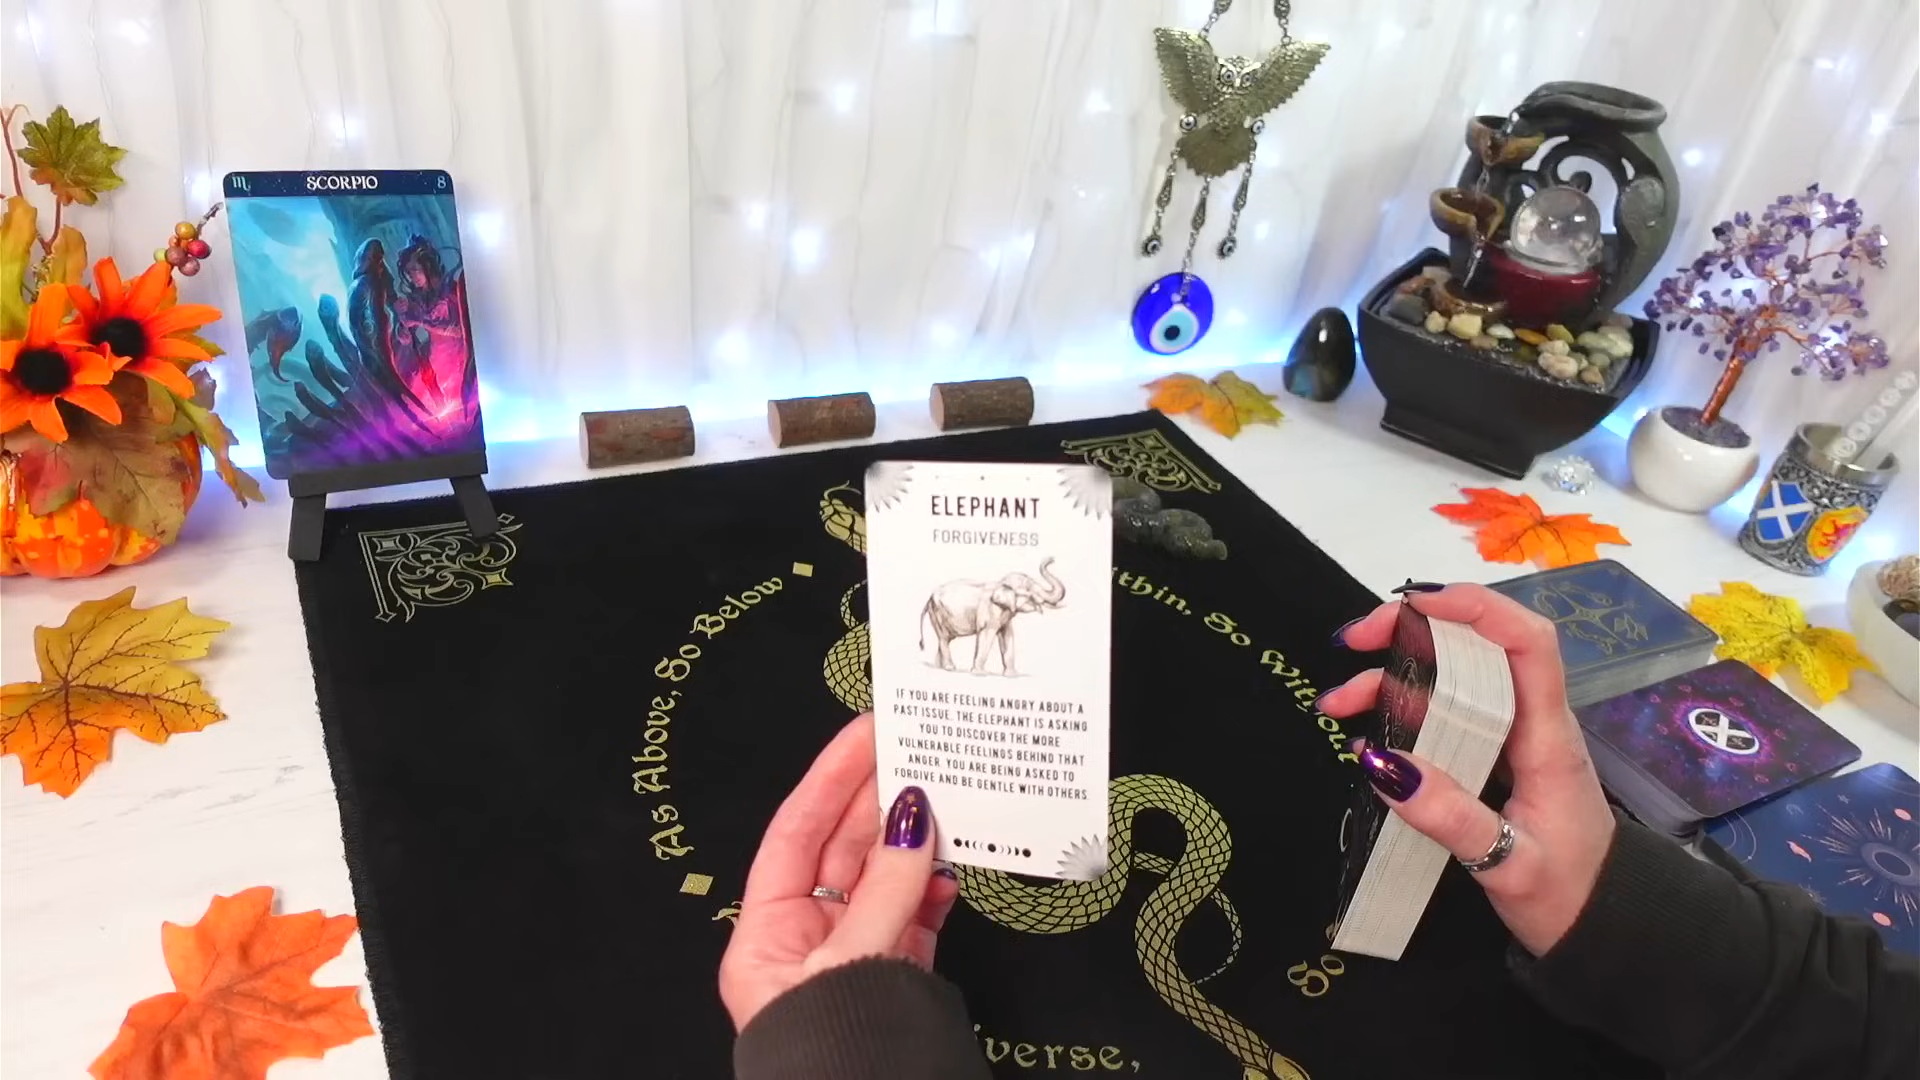 ♏ SCORPIO 8
ELEPHANT
FORGIVENESS
IF YOU ARE FEELING ANGRY ABOUT A
PAST ISSUE, THE ELEPHANT IS ASKING
YOU TO DISCOVER THE MORE
VULNERABLE FEELINGS BEHIND THAT
ANGER. YOU ARE BEING ASKED TO
FORGIVE AND BE GENTLE WITH OTHERS.
As Above, So Below
ithin, So Without
So
iverse,